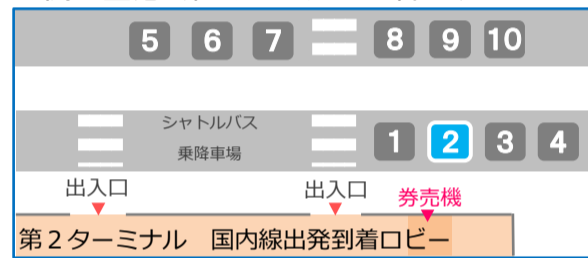 5 6 7 8 9 10
シャトルバス
乗降車場
1 2 3 4
出入口 出入口 券売機
第2ターミナル 国内線出発到着ロビー